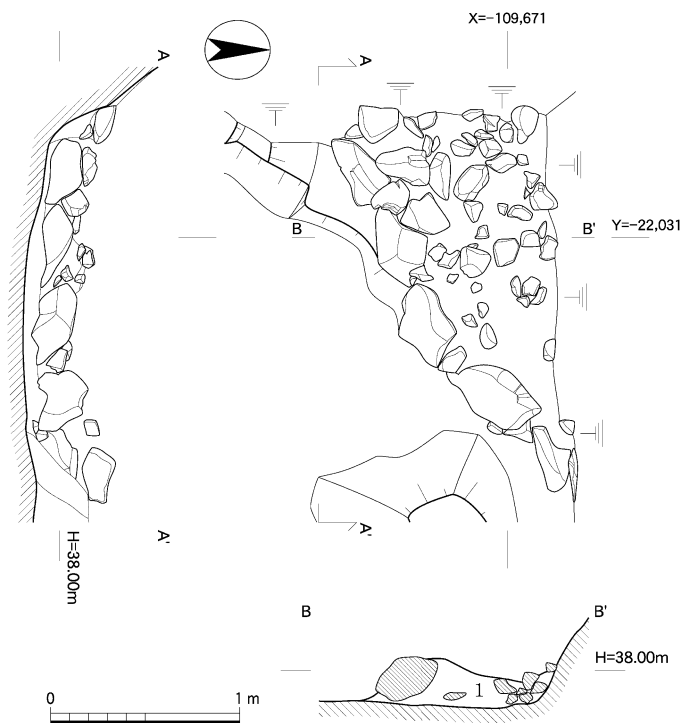 X=−109,671
A
A
B
B'
Y=−22,031
A'
A'
H=38.00m
B
B'
H=38.00m
1
0
1 m